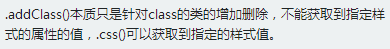 .addClass()本质只是针对class的类的增加删除，不能获取到指定样
式的属性的值，.css()可以获取到指定的样式值。